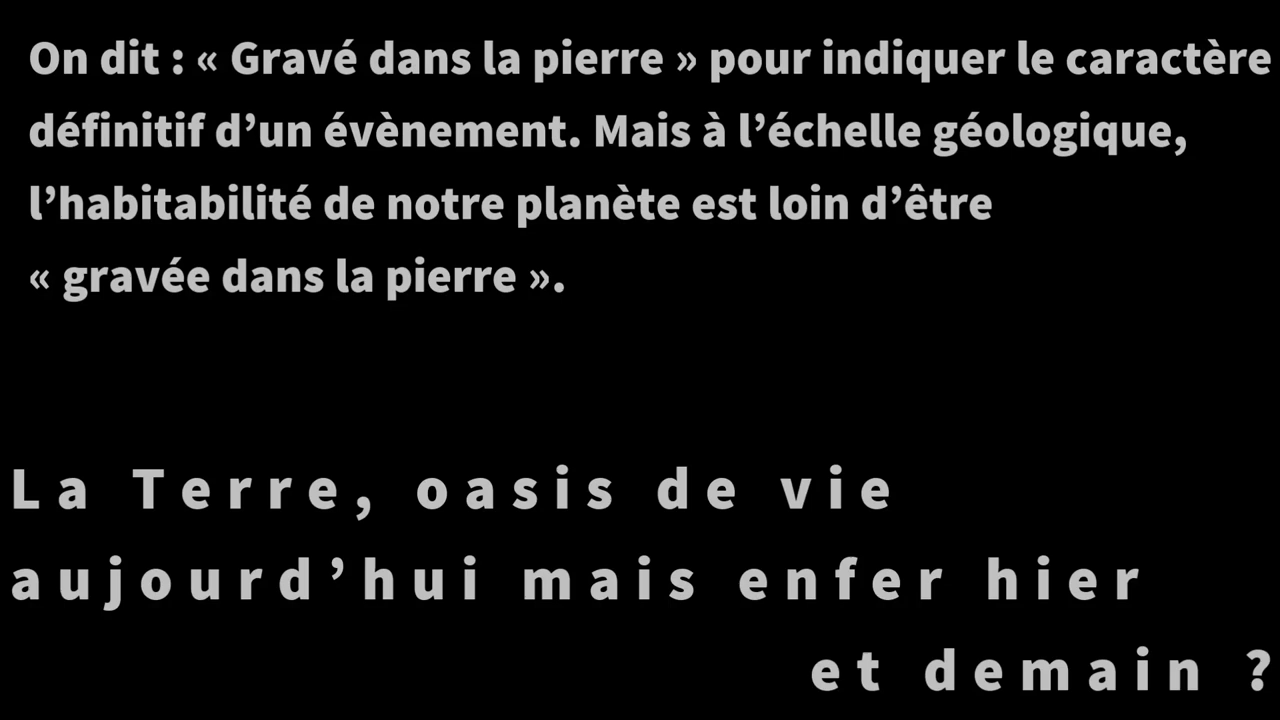 On dit : « Gravé dans la pierre » pour indiquer le caractère
définitif d’un évènement. Mais à l’échelle géologique,
l’habitabilité de notre planète est loin d’être
« gravée dans la pierre ».
La Terre, oasis de vie
aujourd’hui mais enfer hier
et demain ?